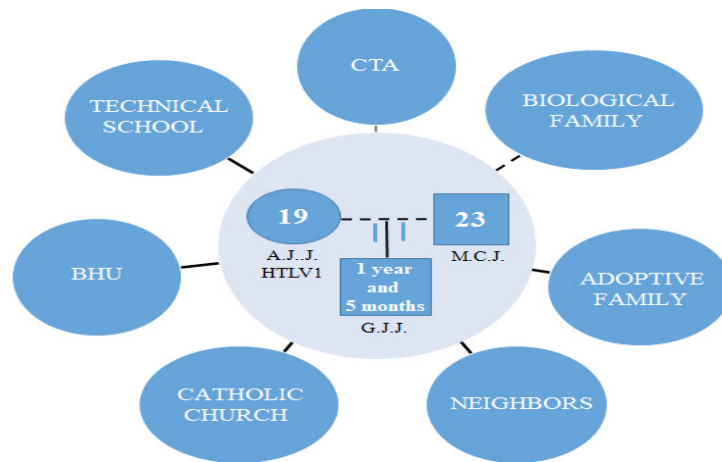 CTA
TECHNICAL
SCHOOL
BIOLOGICAL
FAMILY
19
23
A.J..J.
HTLV1
M.C.J.
1 year
and
5 months
G.J.J.
BHU
ADOPTIVE
FAMILY
CATHOLIC
CHURCH
NEIGHBORS